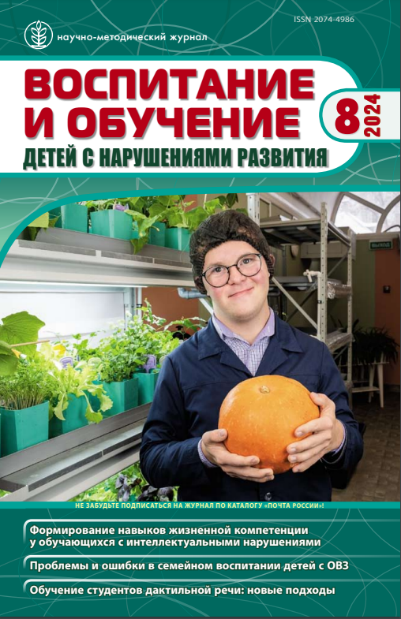 ISSN 2074-4986
научно-методический журнал
ВОСПИТАНИЕ
И ОБУЧЕНИЕ
ДЕТЕЙ С НАРУШЕНИЯМИ РАЗВИТИЯ
8
2024
НЕ ЗАБУДЬТЕ ПОДПИСАТЬСЯ НА ЖУРНАЛ ПО КАТАЛОГУ «ПОЧТА РОССИИ»!
Формирование навыков жизненной компетенции
у обучающихся с интеллектуальными нарушениями
Проблемы и ошибки в семейном воспитании детей с ОВЗ
Обучение студентов дактильной речи: новые подходы